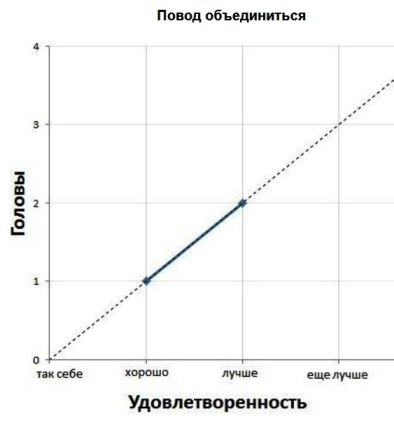 Повод объединиться
4
3
2
1
0
Головы
так себе хорошо лучше еще лучше
Удовлетворенность